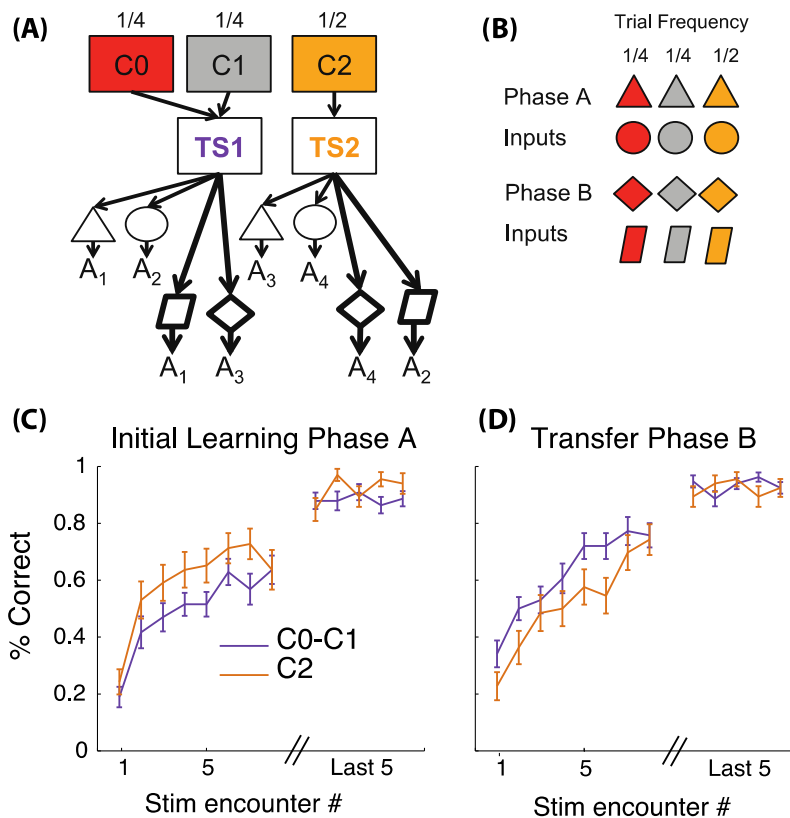 (A)
1/4 1/4 1/2
C0 C1 C2
TS1 TS2
A1 A2 A3 A4
A1 A3 A4 A2
(B)
Trial Frequency
1/4 1/4 1/2
Phase A
Inputs
Phase B
Inputs
(C)
Initial Learning Phase A
% Correct
1
0.8
0.6
0.4
0.2
0
C0-C1
C2
1 5 Last 5
Stim encounter #
(D)
Transfer Phase B
1 5 Last 5
Stim encounter #